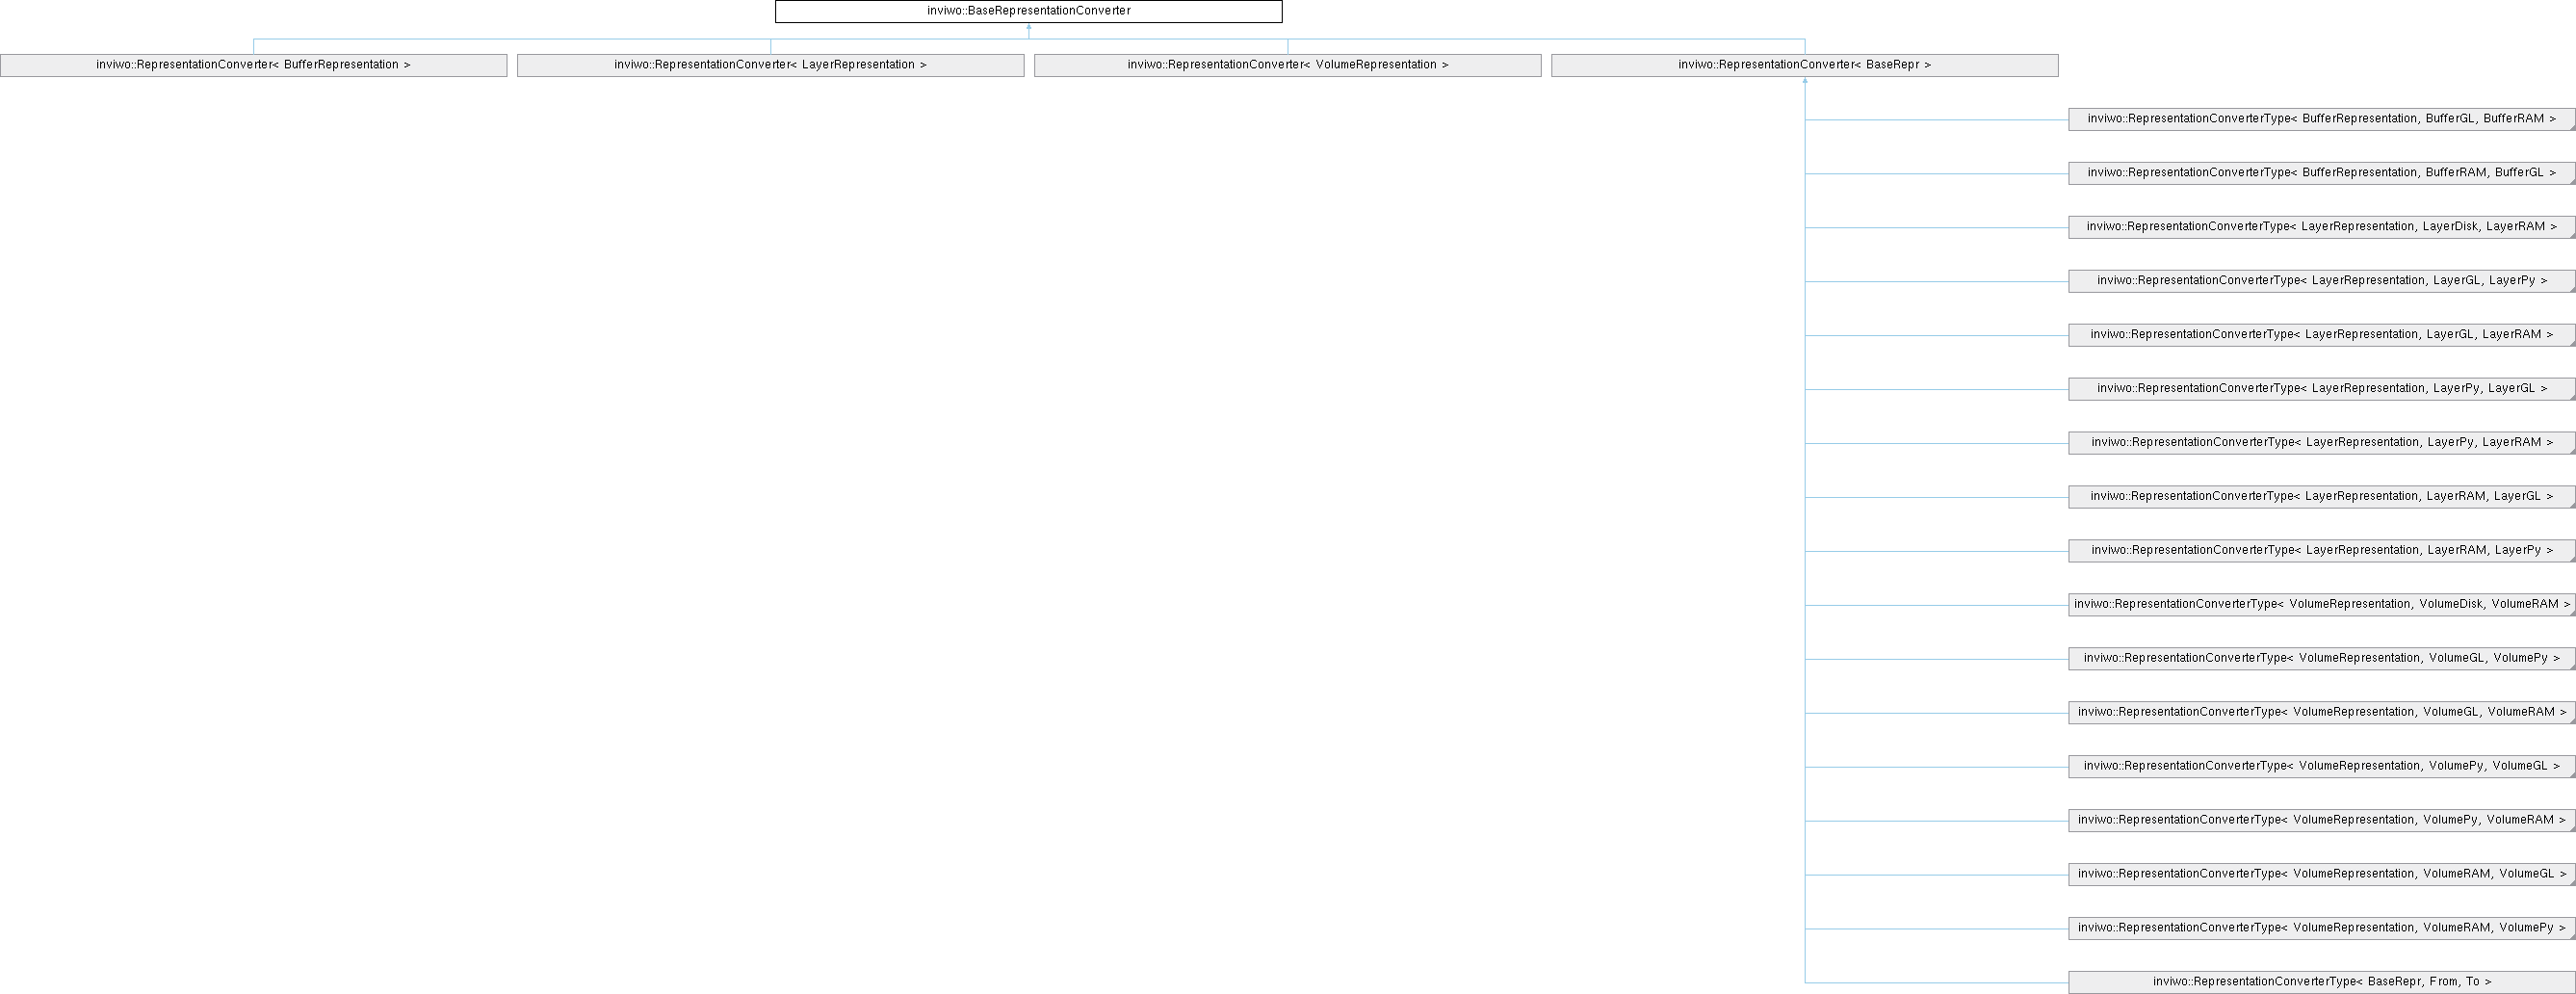 inviwo::BaseRepresentationConverter
inviwo::RepresentationConverter< BufferRepresentation >
inviwo::RepresentationConverter< LayerRepresentation >
inviwo::RepresentationConverter< VolumeRepresentation >
inviwo::RepresentationConverter< BaseRepr >
inviwo::RepresentationConverterType< BufferRepresentation, BufferGL, BufferRAM >
inviwo::RepresentationConverterType< BufferRepresentation, BufferRAM, BufferGL >
inviwo::RepresentationConverterType< LayerRepresentation, LayerDisk, LayerRAM >
inviwo::RepresentationConverterType< LayerRepresentation, LayerGL, LayerPy >
inviwo::RepresentationConverterType< LayerRepresentation, LayerGL, LayerRAM >
inviwo::RepresentationConverterType< LayerRepresentation, LayerPy, LayerGL >
inviwo::RepresentationConverterType< LayerRepresentation, LayerPy, LayerRAM >
inviwo::RepresentationConverterType< LayerRepresentation, LayerRAM, LayerGL >
inviwo::RepresentationConverterType< LayerRepresentation, LayerRAM, LayerPy >
inviwo::RepresentationConverterType< VolumeRepresentation, VolumeDisk, VolumeRAM >
inviwo::RepresentationConverterType< VolumeRepresentation, VolumeGL, VolumePy >
inviwo::RepresentationConverterType< VolumeRepresentation, VolumeGL, VolumeRAM >
inviwo::RepresentationConverterType< VolumeRepresentation, VolumePy, VolumeGL >
inviwo::RepresentationConverterType< VolumeRepresentation, VolumePy, VolumeRAM >
inviwo::RepresentationConverterType< VolumeRepresentation, VolumeRAM, VolumeGL >
inviwo::RepresentationConverterType< VolumeRepresentation, VolumeRAM, VolumePy >
inviwo::RepresentationConverterType< BaseRepr, From, To >